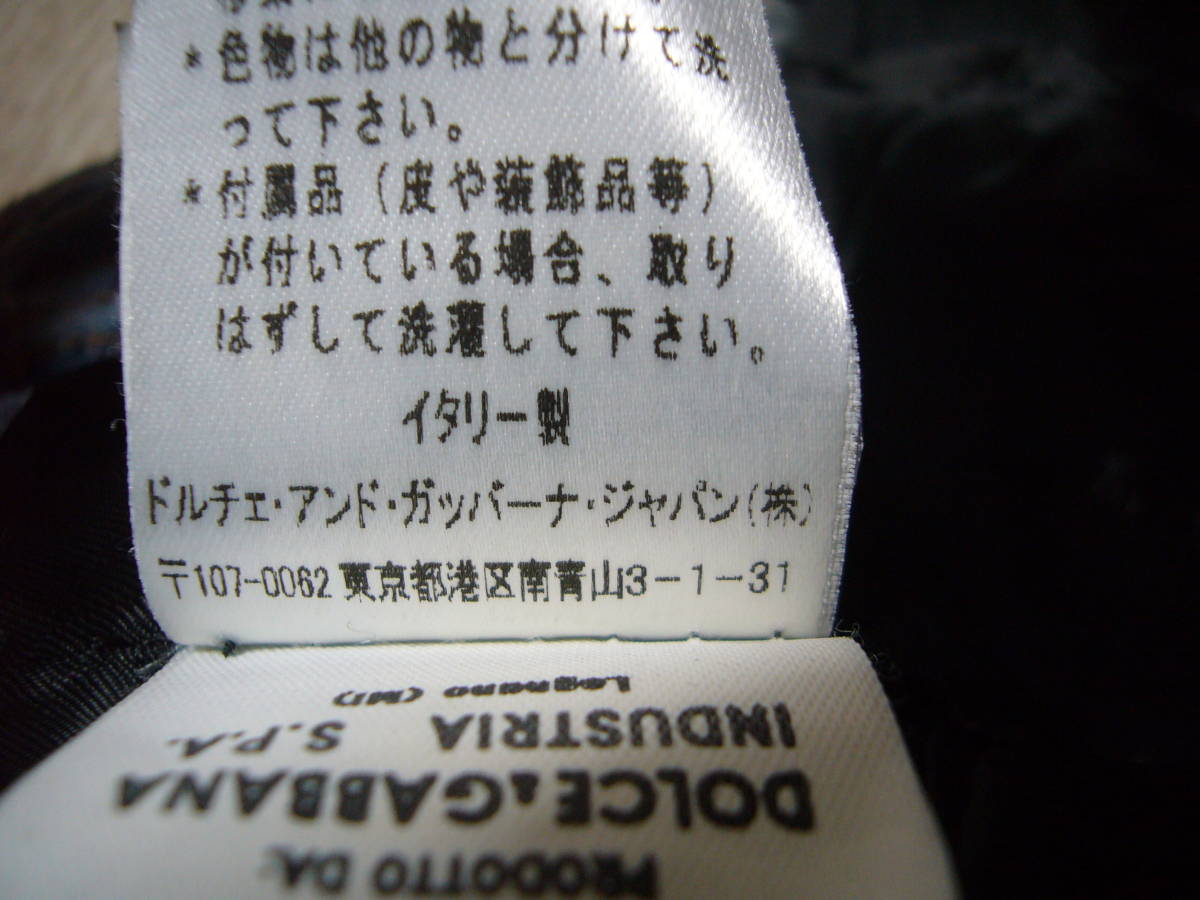 *色物は他の物と分けて洗
って下さい。
*付属品(皮や装飾品等)
が付いている場合、取り
はずして洗濯して下さい。
イタリー製
ドルチェ・アンド・ガッバーナ・ジャパン(株)
〒107-0062 東京都港区南青山3-1-31
PRODOTTO DA:
DOLCE & GABBANA
INDUSTRIA S.P.A.
Legnano (MI)